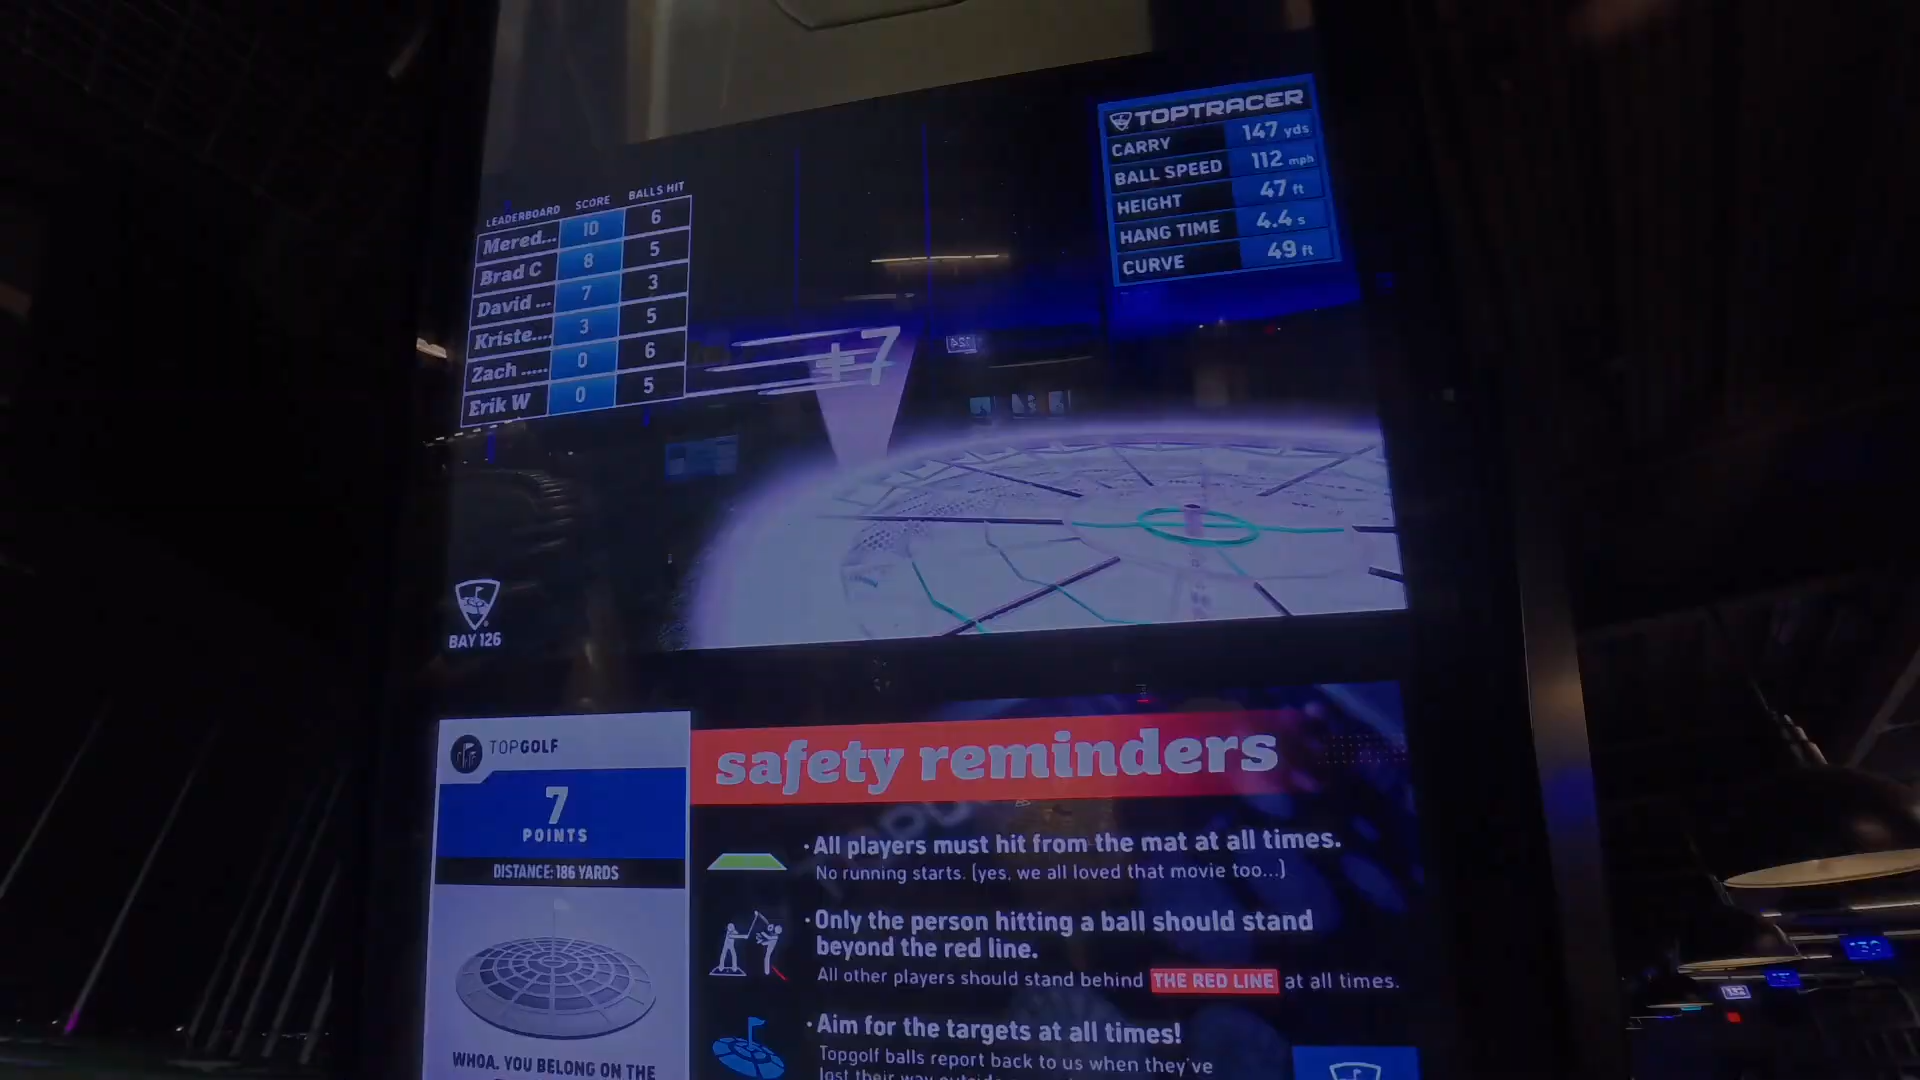 TOPTRACER
CARRY 147 yds
BALL SPEED 112 mph
HEIGHT 47 ft
HANG TIME 4.4 s
CURVE 49 ft
LEADERBOARD SCORE BALLS HIT
Mered... 10 6
Brad C 8 5
David ... 7 3
Kriste.... 3 5
Zach ..... 0 6
Erik W 0 5
+7
BAY 126
TOPGOLF
7
POINTS
DISTANCE: 186 YARDS
WHOA. YOU BELONG ON THE
safety reminders
• All players must hit from the mat at all times.
No running starts. (yes, we all loved that movie too...)
• Only the person hitting a ball should stand
beyond the red line.
All other players should stand behind THE RED LINE at all times.
• Aim for the targets at all times!
Topgolf balls report back to us when they've
lost their way
130